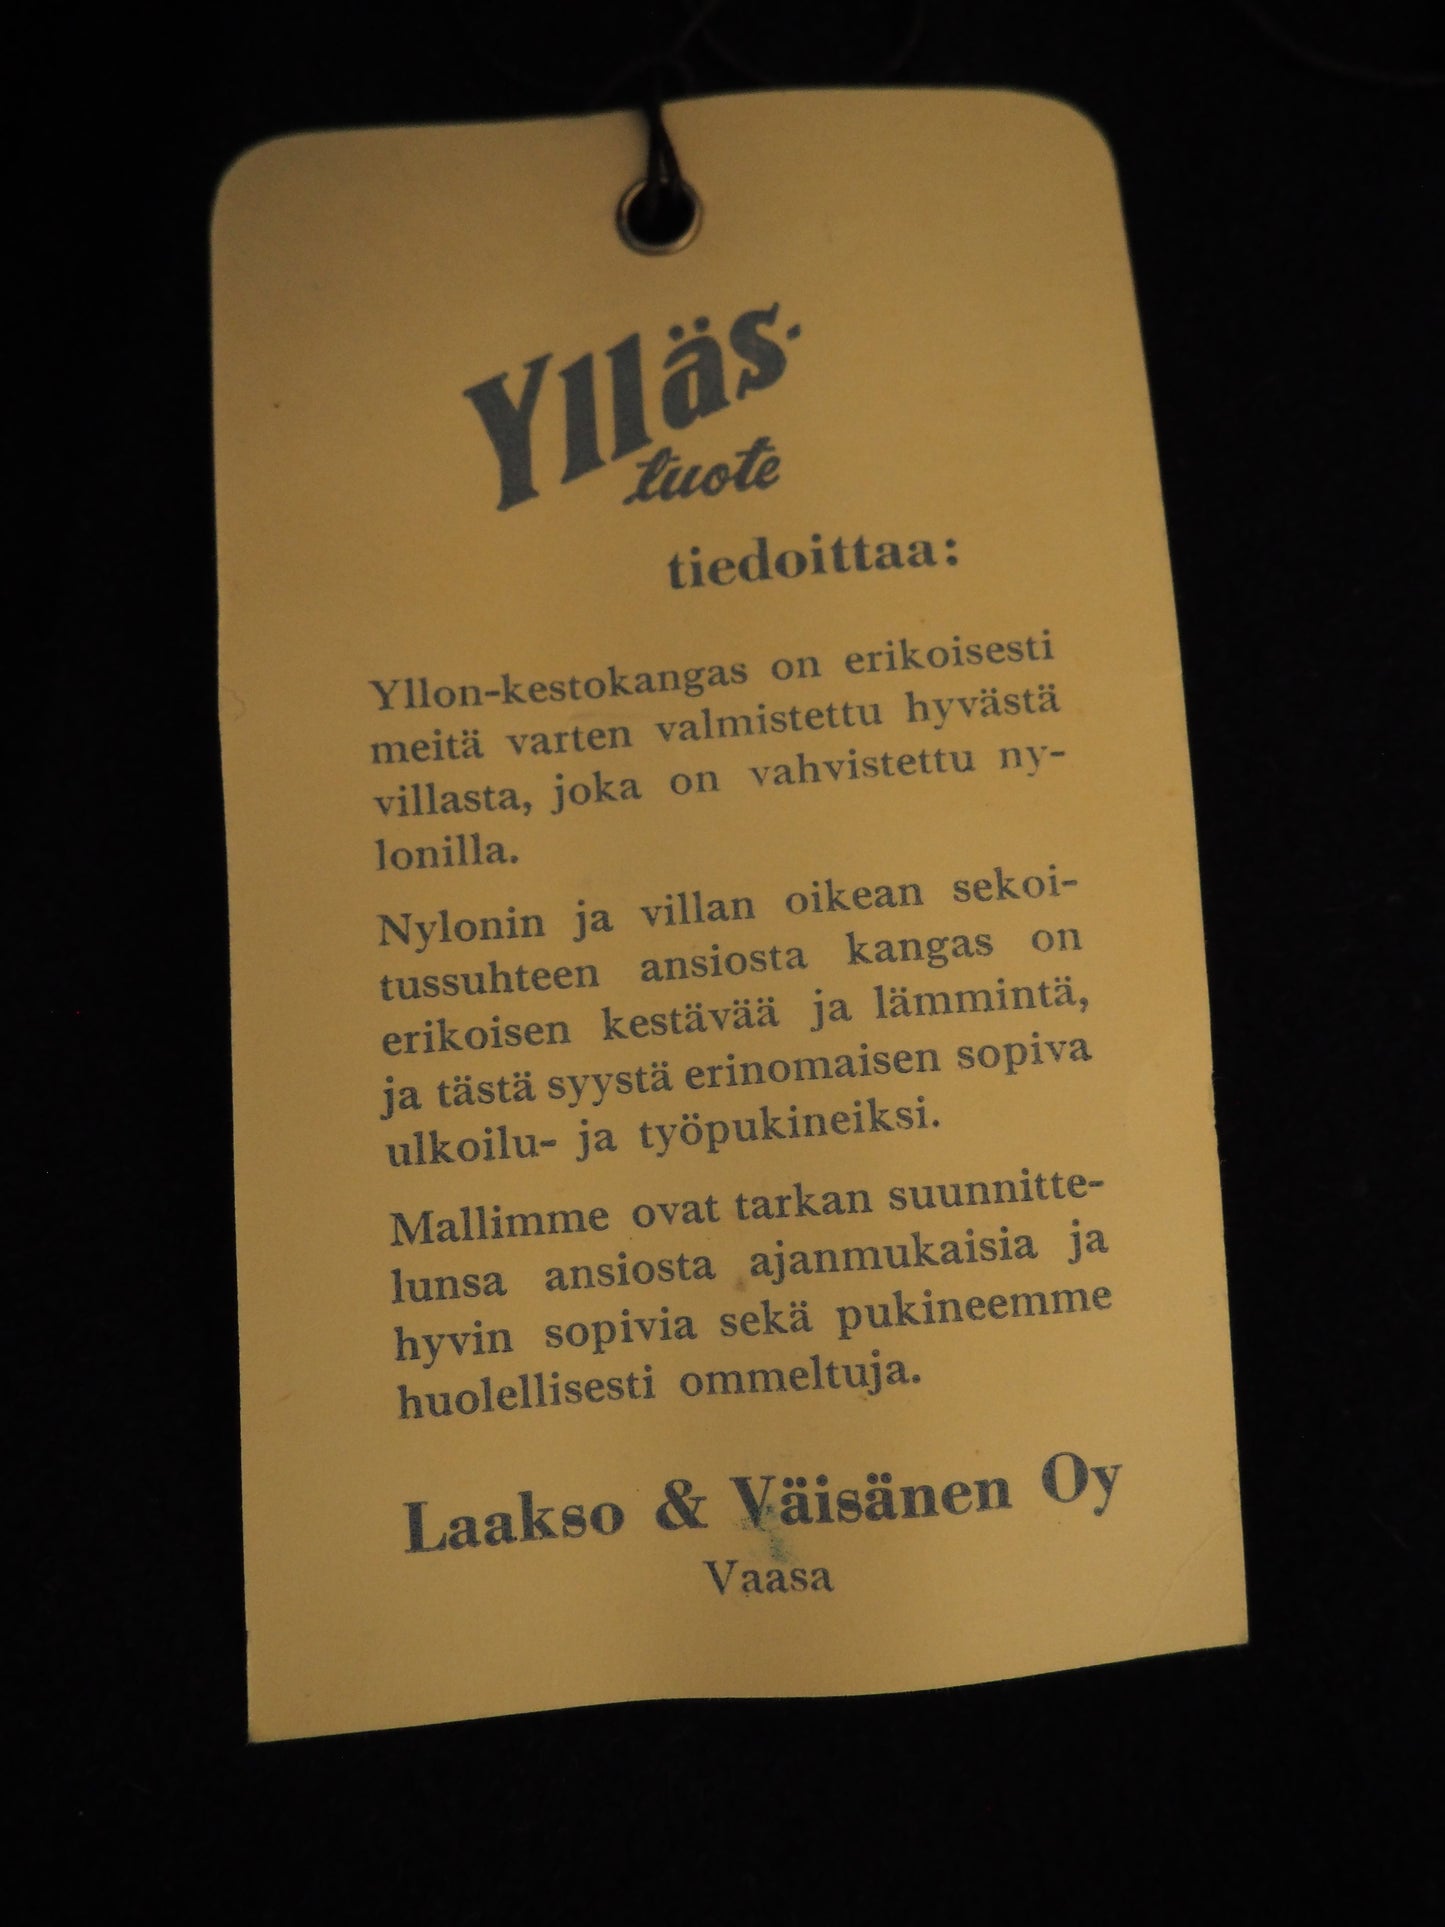 Ylläs-
tuote
tiedoittaa:
Yllon-kestokangas on erikoisesti
meitä varten valmistettu hyvästä
villasta, joka on vahvistettu ny-
lonilla.
Nylonin ja villan oikean sekoi-
tussuhteen ansiosta kangas on
erikoisen kestävää ja lämmintä,
ja tästä syystä erinomaisen sopiva
ulkoilu- ja työpukineiksi.
Mallimme ovat tarkan suunnitte-
lunsa ansiosta ajanmukaisia ja
hyvin sopivia sekä pukineemme
huolellisesti ommeltuja.
Laakso & Väisänen Oy
Vaasa